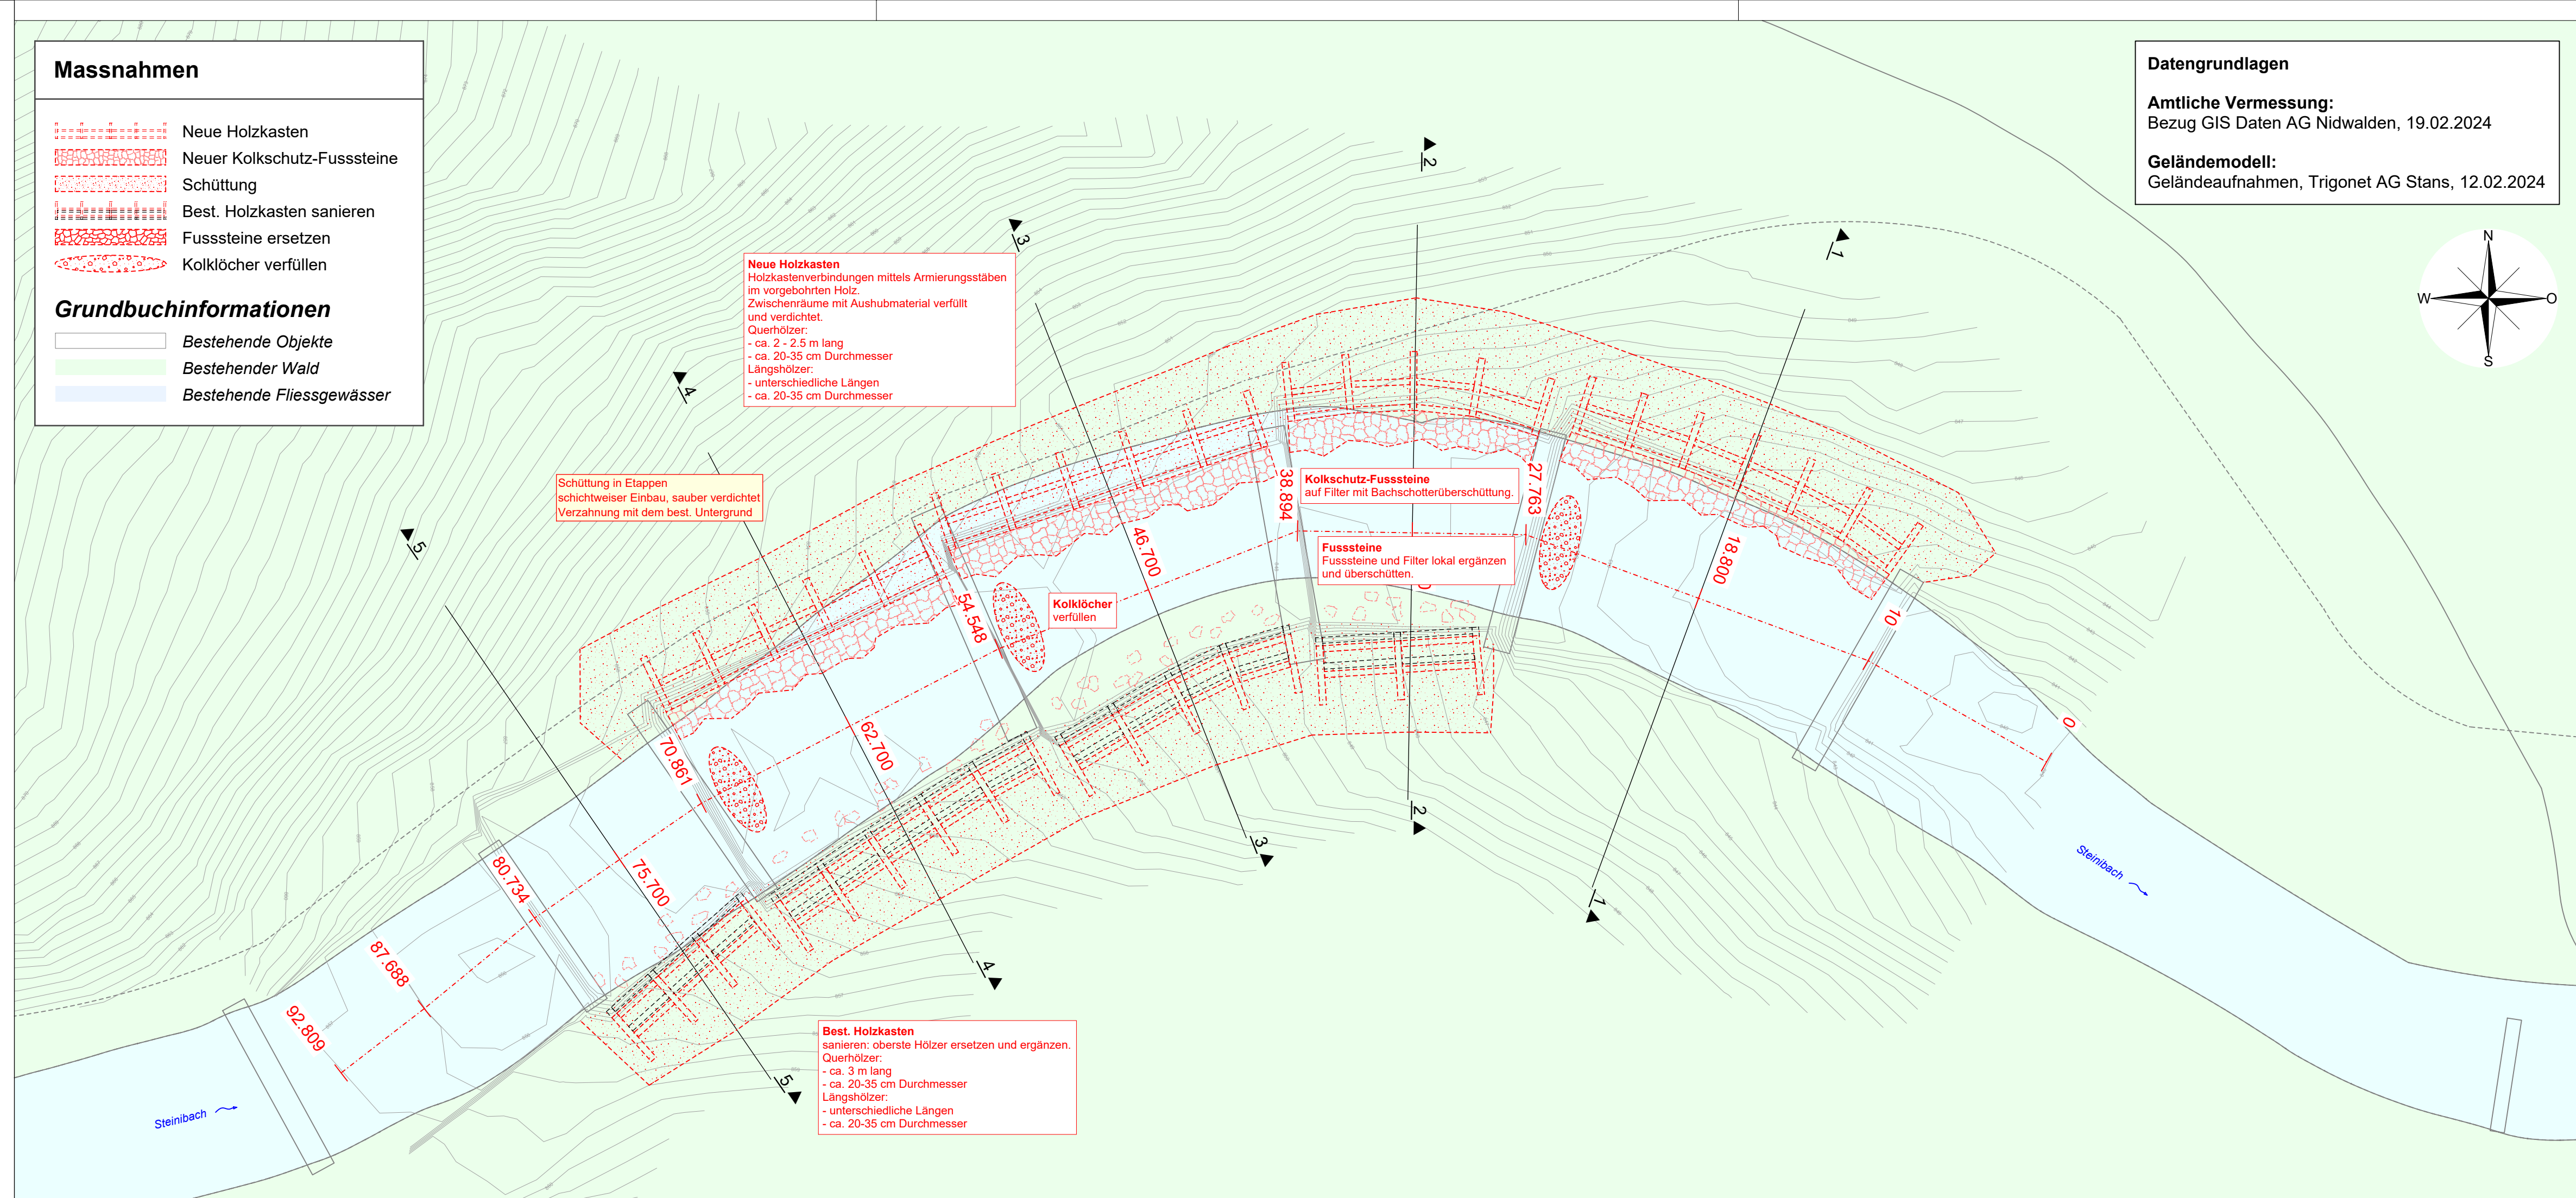 Massnahmen
Neue Holzkasten
Neuer Kolkschutz-Fusssteine
Schüttung
Best. Holzkasten sanieren
Fusssteine ersetzen
Kolklöcher verfüllen
Grundbuchinformationen
Bestehende Objekte
Bestehender Wald
Bestehende Fliessgewässer
Datengrundlagen
Amtliche Vermessung:
Bezug GIS Daten AG Nidwalden, 19.02.2024
Geländemodell:
Geländeaufnahmen, Trigonet AG Stans, 12.02.2024
N
W
O
S
2
3
1
4
5
Neue Holzkasten
Holzkastenverbindungen mittels Armierungsstäben
im vorgebohrten Holz.
Zwischenräume mit Aushubmaterial verfüllt
und verdichtet.
Querhölzer:
- ca. 2 - 2.5 m lang
- ca. 20-35 cm Durchmesser
Längshölzer:
- unterschiedliche Längen
- ca. 20-35 cm Durchmesser
Schüttung in Etappen
schichtweiser Einbau, sauber verdichtet
Verzahnung mit dem best. Untergrund
Kolkschutz-Fusssteine
auf Filter mit Bachschotterüberschüttung.
Fusssteine
Fusssteine und Filter lokal ergänzen
und überschütten.
Kolklöcher
verfüllen
92.809
87.688
80.734
75.700
70.861
62.700
54.548
46.700
38.894
27.763
18.800
10
0
Best. Holzkasten
sanieren: oberste Hölzer ersetzen und ergänzen.
Querhölzer:
- ca. 3 m lang
- ca. 20-35 cm Durchmesser
Längshölzer:
- unterschiedliche Längen
- ca. 20-35 cm Durchmesser
2
3
1
4
5
Steinibach
Steinibach